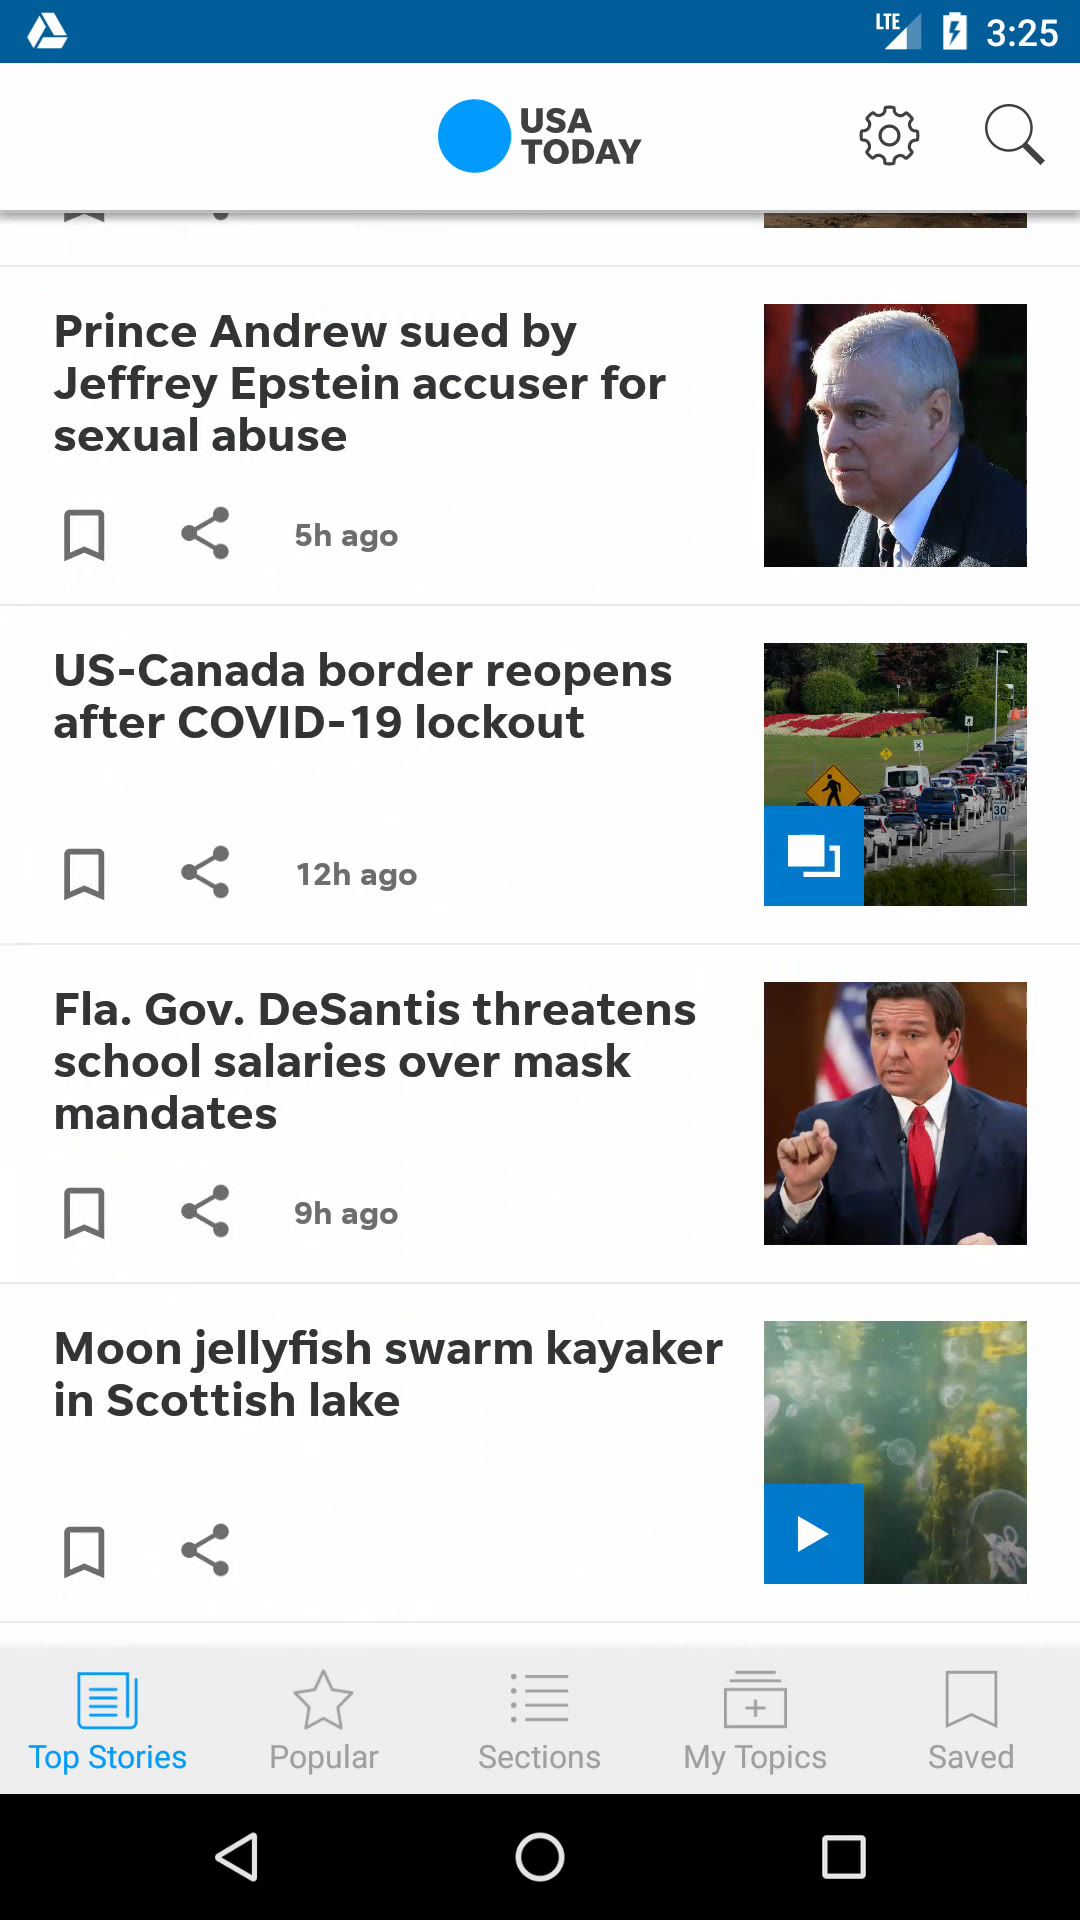 LTE 3:25
USA
TODAY
Prince Andrew sued by
Jeffrey Epstein accuser for
sexual abuse
5h ago
US-Canada border reopens
after COVID-19 lockout
30
12h ago
Fla. Gov. DeSantis threatens
school salaries over mask
mandates
9h ago
Moon jellyfish swarm kayaker
in Scottish lake
Top Stories
Popular
Sections
My Topics
Saved